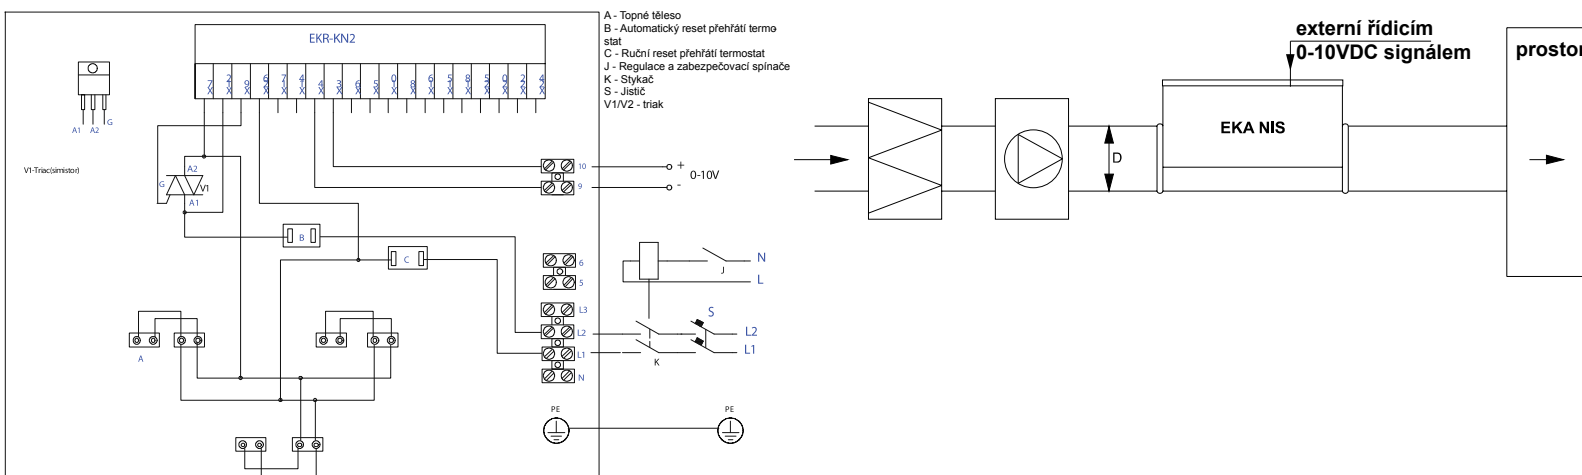 A - Topné těleso
B - Automatický reset přehřátí termo
stat
C - Ruční reset přehřátí termostat
J - Regulace a zabezpečovací spínače
K - Stykač
S - Jistič
V1/V2 - triak
EKR-KN2
A1 A2 G
V1-Triac(simistor)
A2
G
V1
A1
B
C
A
10
9
+
0-10V
-
6
5
L3
L2
L1
N
J
N
L
S
L2
L1
K
PE
PE
externí řídicím
0-10VDC signálem
EKA NIS
D
prostor